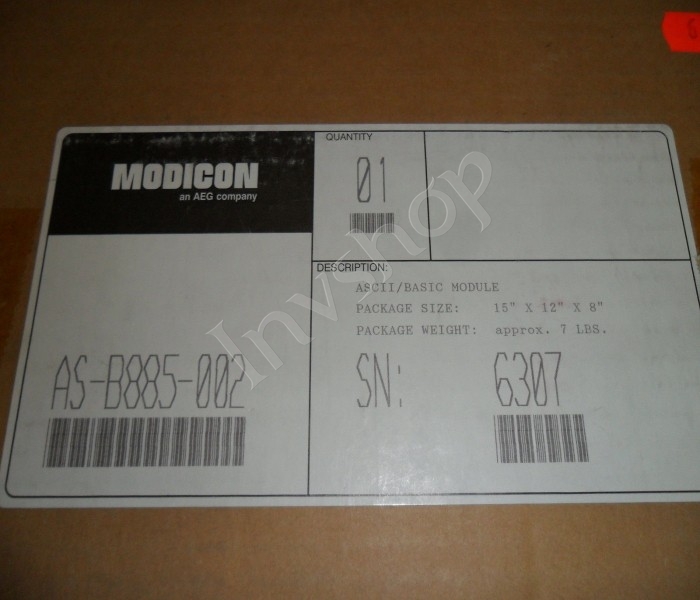 MODICON
an AEG company
QUANTITY
01
DESCRIPTION:
ASCII/BASIC MODULE
PACKAGE SIZE: 15" X 12" X 8"
PACKAGE WEIGHT: approx. 7 LBS.
AS-B885-002
SN: 6307
Invshop